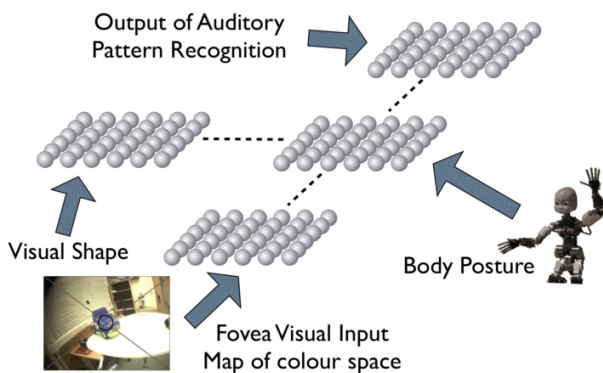 Output of Auditory
Pattern Recognition
Visual Shape
Body Posture
Fovea Visual Input
Map of colour space